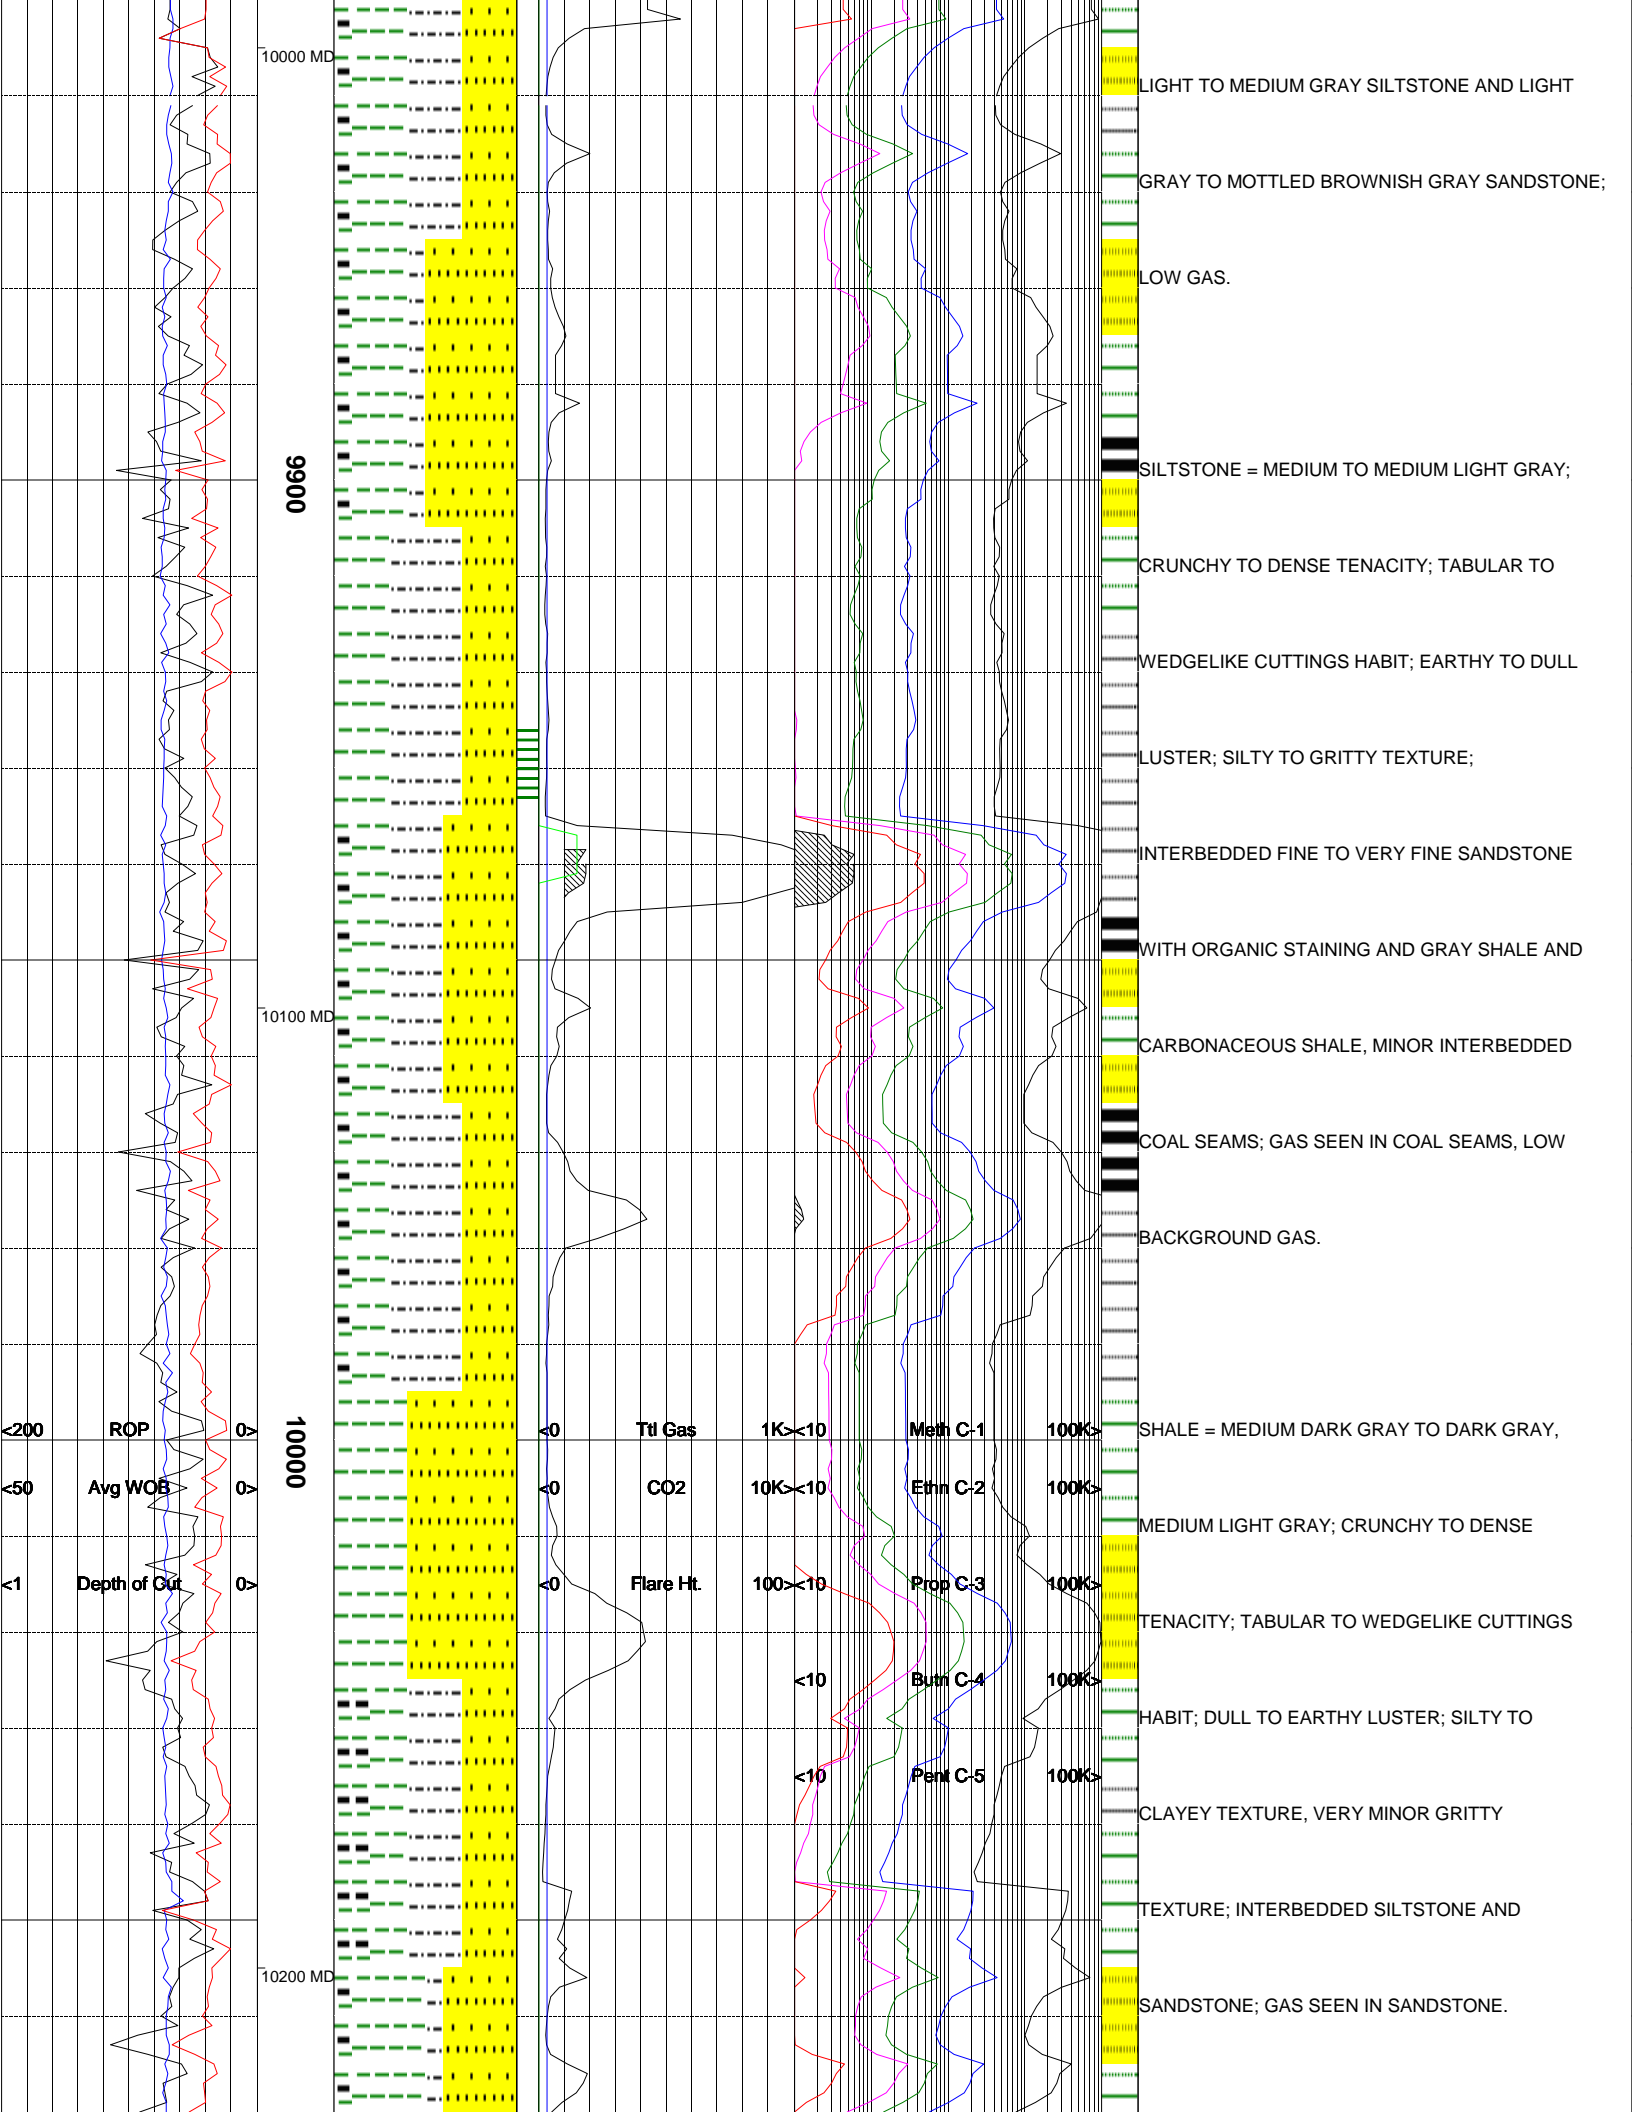 10000 MD
LIGHT TO MEDIUM GRAY SILTSTONE AND LIGHT
GRAY TO MOTTLED BROWNISH GRAY SANDSTONE;
LOW GAS.
9900
SILTSTONE = MEDIUM TO MEDIUM LIGHT GRAY;
CRUNCHY TO DENSE TENACITY; TABULAR TO
WEDGELIKE CUTTINGS HABIT; EARTHY TO DULL
LUSTER; SILTY TO GRITTY TEXTURE;
INTERBEDDED FINE TO VERY FINE SANDSTONE
WITH ORGANIC STAINING AND GRAY SHALE AND
10100 MD
CARBONACEOUS SHALE, MINOR INTERBEDDED
COAL SEAMS; GAS SEEN IN COAL SEAMS, LOW
BACKGROUND GAS.
<200 ROP 0> <0 Ttl Gas 1K> <10 Meth C-1 100K>
SHALE = MEDIUM DARK GRAY TO DARK GRAY,
10000
<50 Avg WOB 0> <0 CO2 10K> <10 Ethn C-2 100K>
MEDIUM LIGHT GRAY; CRUNCHY TO DENSE
<1 Depth of Cut 0> <0 Flare Ht. 100> <10 Prop C-3 100K>
TENACITY; TABULAR TO WEDGELIKE CUTTINGS
<10 Butn C-4 100K>
HABIT; DULL TO EARTHY LUSTER; SILTY TO
<10 Pent C-5 100K>
CLAYEY TEXTURE, VERY MINOR GRITTY
TEXTURE; INTERBEDDED SILTSTONE AND
10200 MD
SANDSTONE; GAS SEEN IN SANDSTONE.